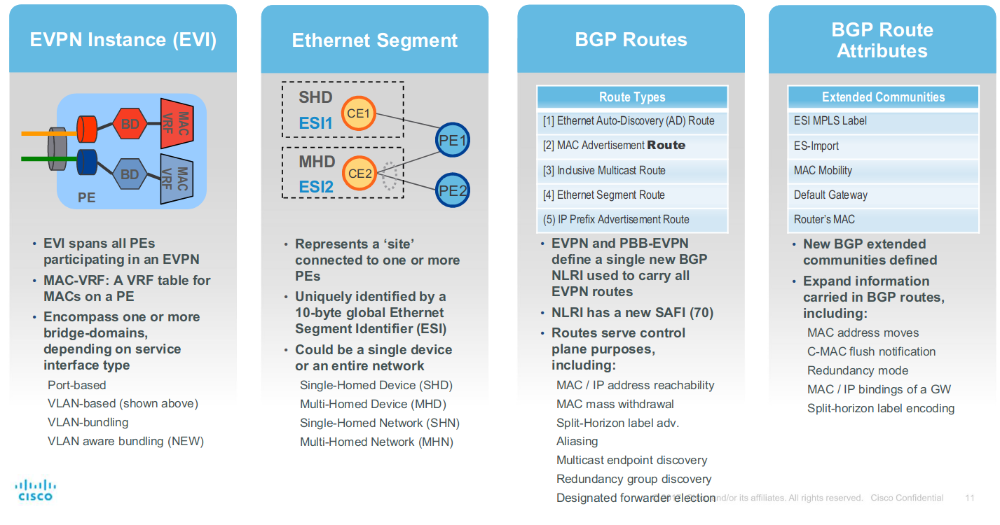 EVPN Instance (EVI)
BD
MAC
VRF
BD
MAC
VRF
PE
• EVI spans all PEs
participating in an EVPN
• MAC-VRF: A VRF table for
MACs on a PE
• Encompass one or more
bridge-domains,
depending on service
interface type
Port-based
VLAN-based (shown above)
VLAN-bundling
VLAN aware bundling (NEW)
Ethernet Segment
SHD
ESI1
CE1
PE1
MHD
ESI2
CE2
PE2
• Represents a ‘site’
connected to one or more
PEs
• Uniquely identified by a
10-byte global Ethernet
Segment Identifier (ESI)
• Could be a single device
or an entire network
Single-Homed Device (SHD)
Multi-Homed Device (MHD)
Single-Homed Network (SHN)
Multi-Homed Network (MHN)
BGP Routes
Route Types
[1] Ethernet Auto-Discovery (AD) Route
[2] MAC Advertisement Route
[3] Inclusive Multicast Route
[4] Ethernet Segment Route
(5) IP Prefix Advertisement Route
• EVPN and PBB-EVPN
define a single new BGP
NLRI used to carry all
EVPN routes
• NLRI has a new SAFI (70)
• Routes serve control
plane purposes,
including:
MAC / IP address reachability
MAC mass withdrawal
Split-Horizon label adv.
Aliasing
Multicast endpoint discovery
Redundancy group discovery
Designated forwarder election
BGP Route
Attributes
Extended Communities
ESI MPLS Label
ES-Import
MAC Mobility
Default Gateway
Router’s MAC
• New BGP extended
communities defined
• Expand information
carried in BGP routes,
including:
MAC address moves
C-MAC flush notification
Redundancy mode
MAC / IP bindings of a GW
Split-horizon label encoding
CISCO
and/or its affiliates. All rights reserved. Cisco Confidential
11